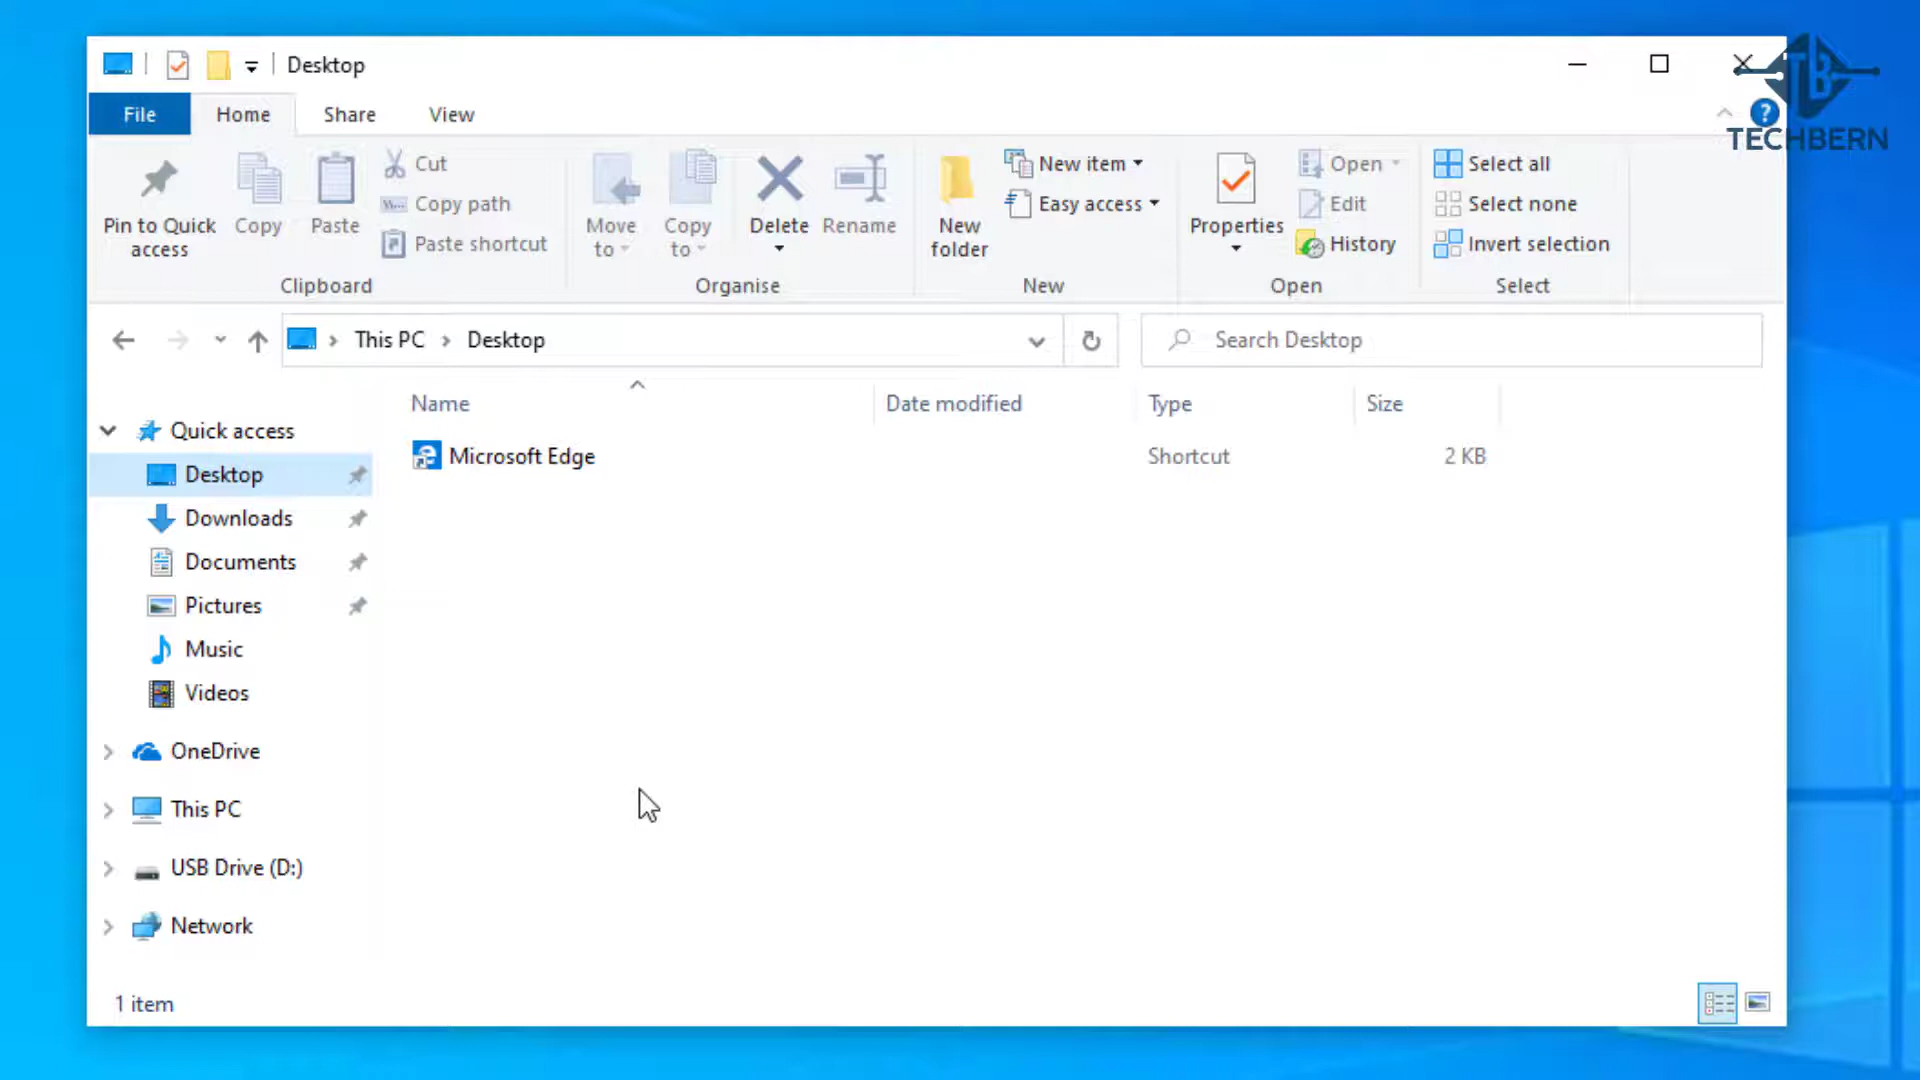 Desktop
File Home Share View
?
TB
TECHBERN
Pin to Quick access
Copy
Paste
Cut
Copy path
Paste shortcut
Clipboard
Move to
Copy to
Delete
Rename
Organise
New folder
New item
Easy access
New
Properties
Open
Edit
History
Open
Select all
Select none
Invert selection
Select
This PC > Desktop
Search Desktop
Name Date modified Type Size
Microsoft Edge Shortcut 2 KB
Quick access
Desktop
Downloads
Documents
Pictures
Music
Videos
OneDrive
This PC
USB Drive (D:)
Network
1 item